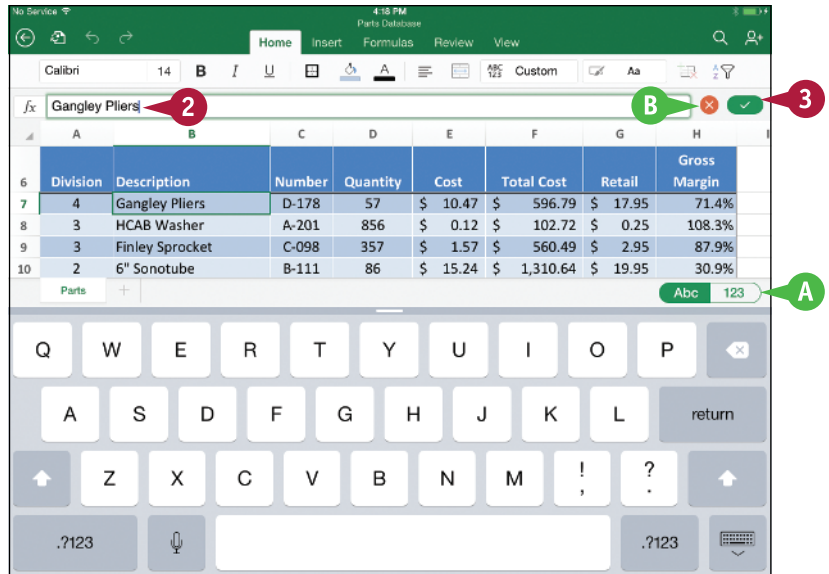 No Service 4:18 PM
Parts Database
Home Insert Formulas Review View
Calibri 14 B I U A ABC 123 Custom Aa A Z
fx Gangley Pliers 2 B 3
A B C D E F G H I
Gross
6 Division Description Number Quantity Cost Total Cost Retail Margin
7 4 Gangley Pliers D-178 57 $ 10.47 $ 596.79 $ 17.95 71.4%
8 3 HCAB Washer A-201 856 $ 0.12 $ 102.72 $ 0.25 108.3%
9 3 Finley Sprocket C-098 357 $ 1.57 $ 560.49 $ 2.95 87.9%
10 2 6" Sonotube B-111 86 $ 15.24 $ 1,310.64 $ 19.95 30.9%
Parts + Abc 123 A
Q W E R T Y U I O P
A S D F G H J K L return
Z X C V B N M ! , ? .
.?123 .?123